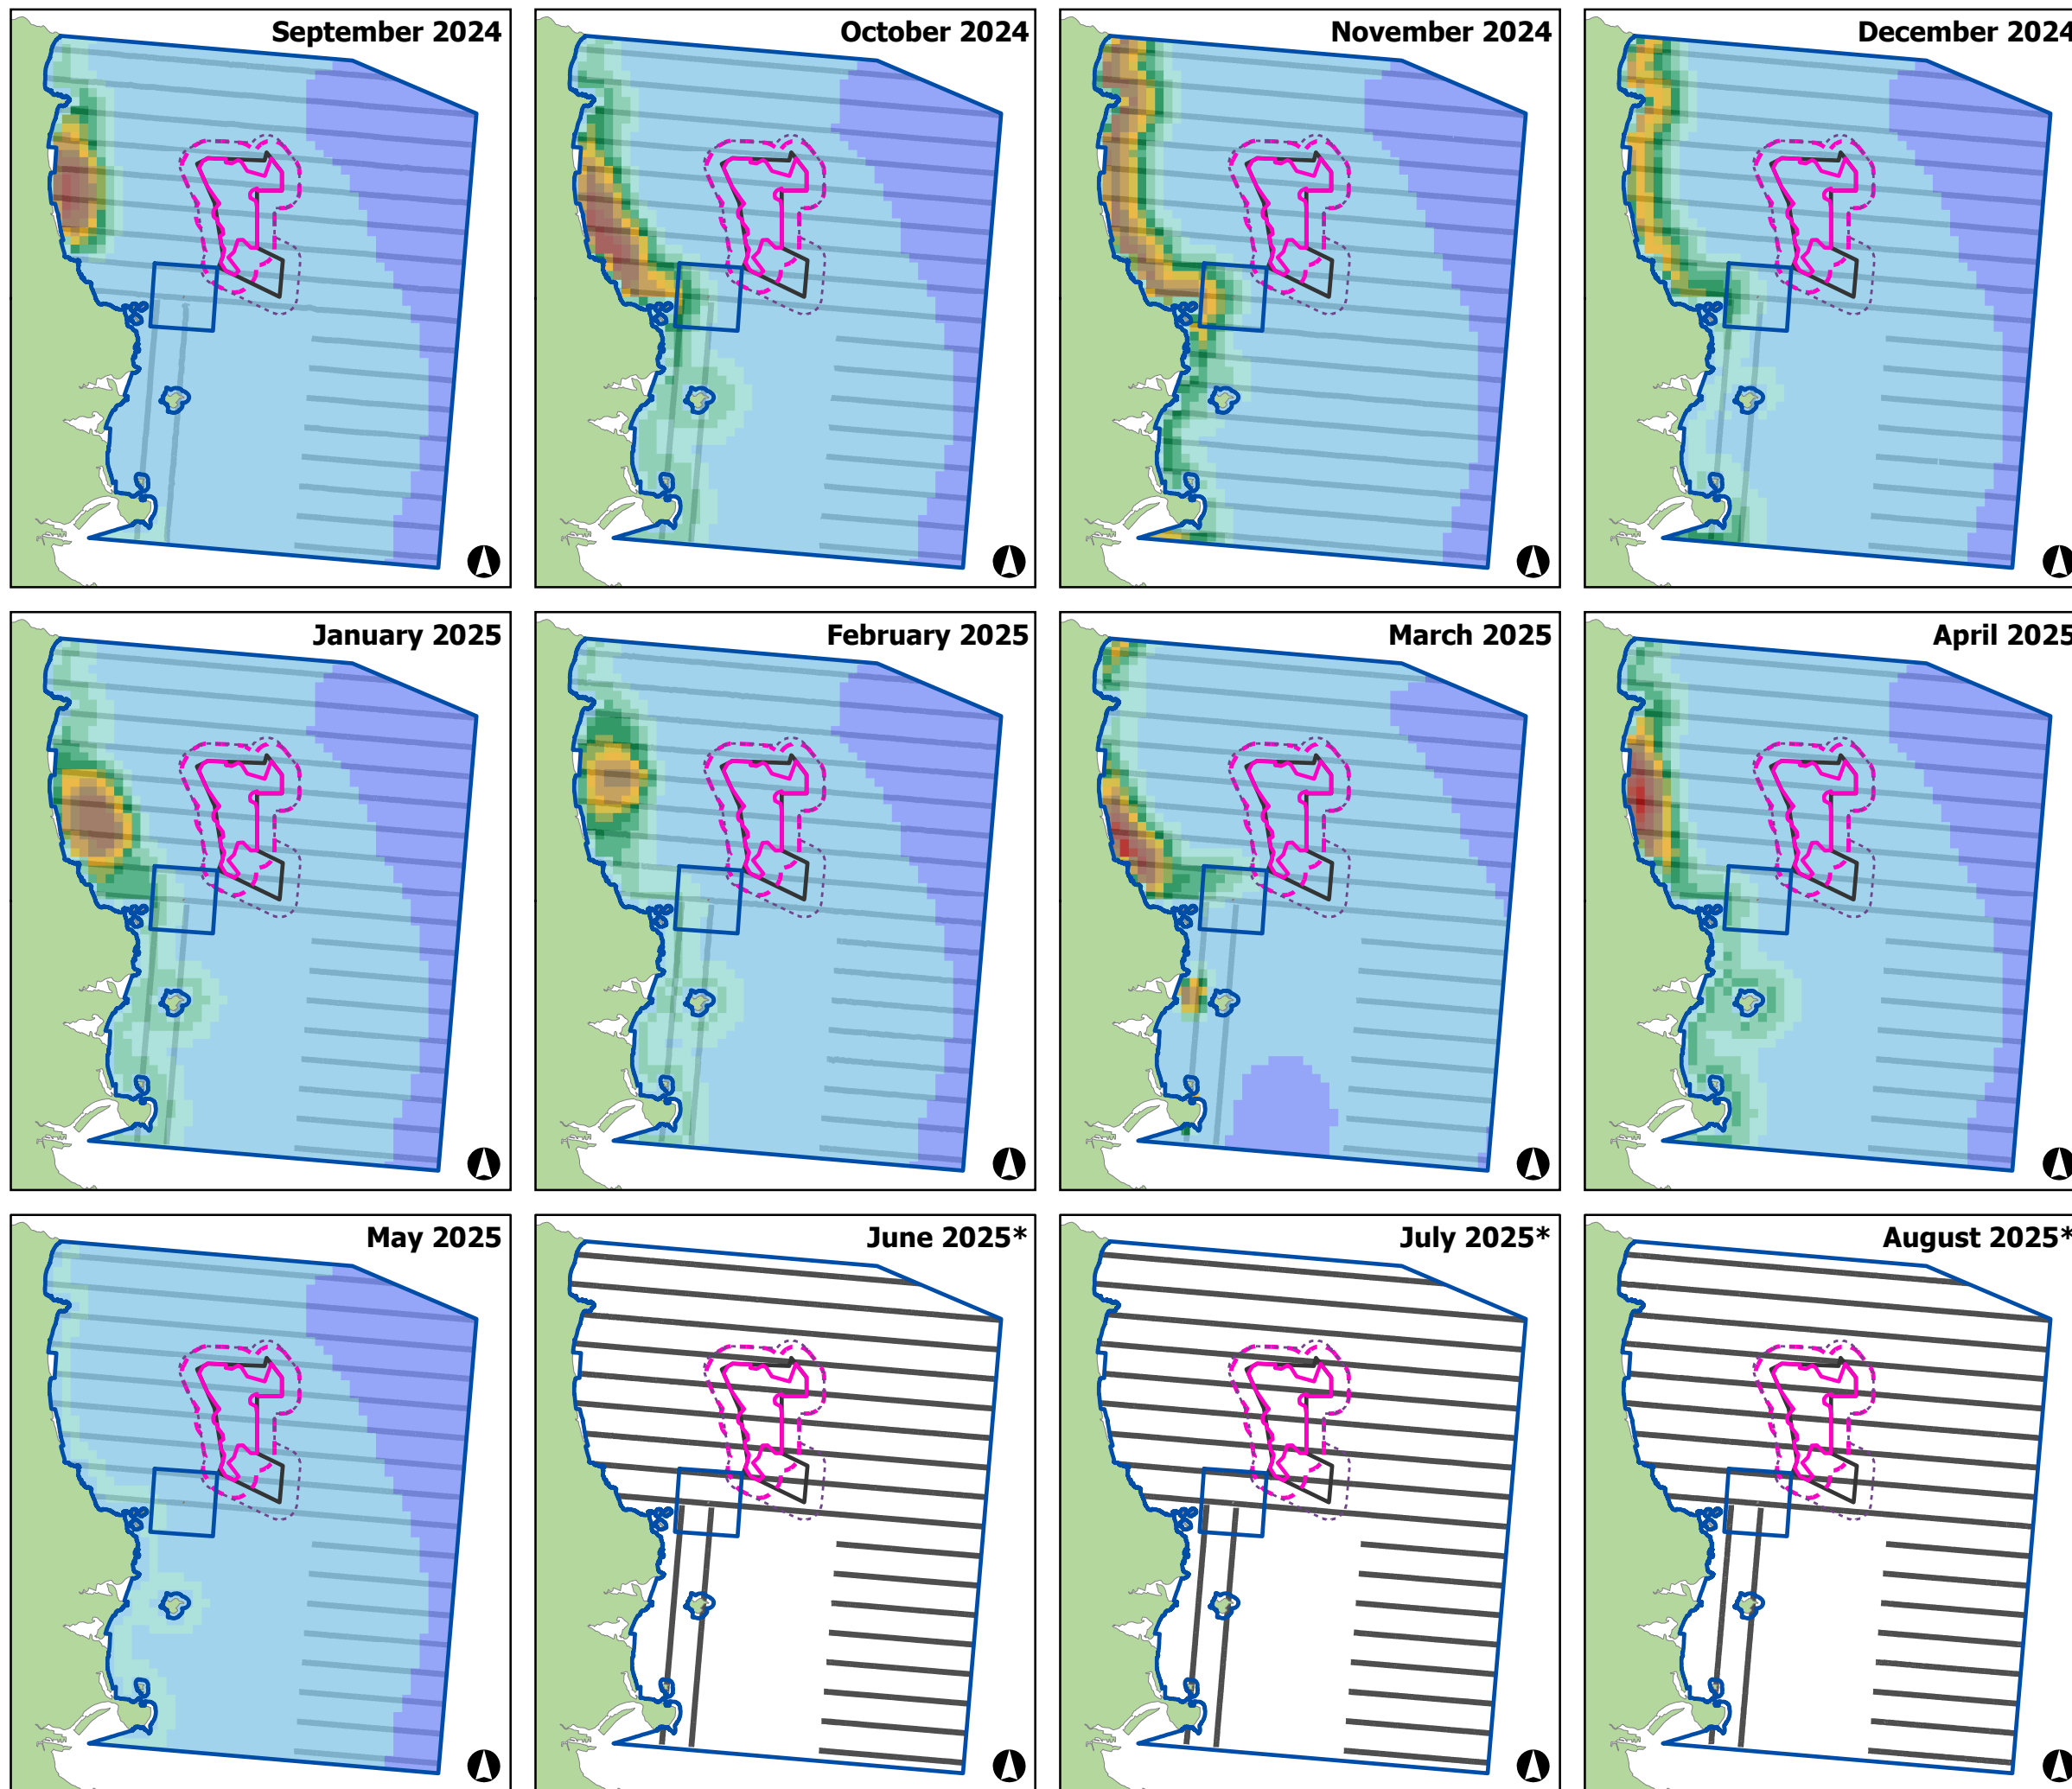 September 2024
October 2024
November 2024
December 2024
January 2025
February 2025
March 2025
April 2025
May 2025
June 2025*
July 2025*
August 2025*